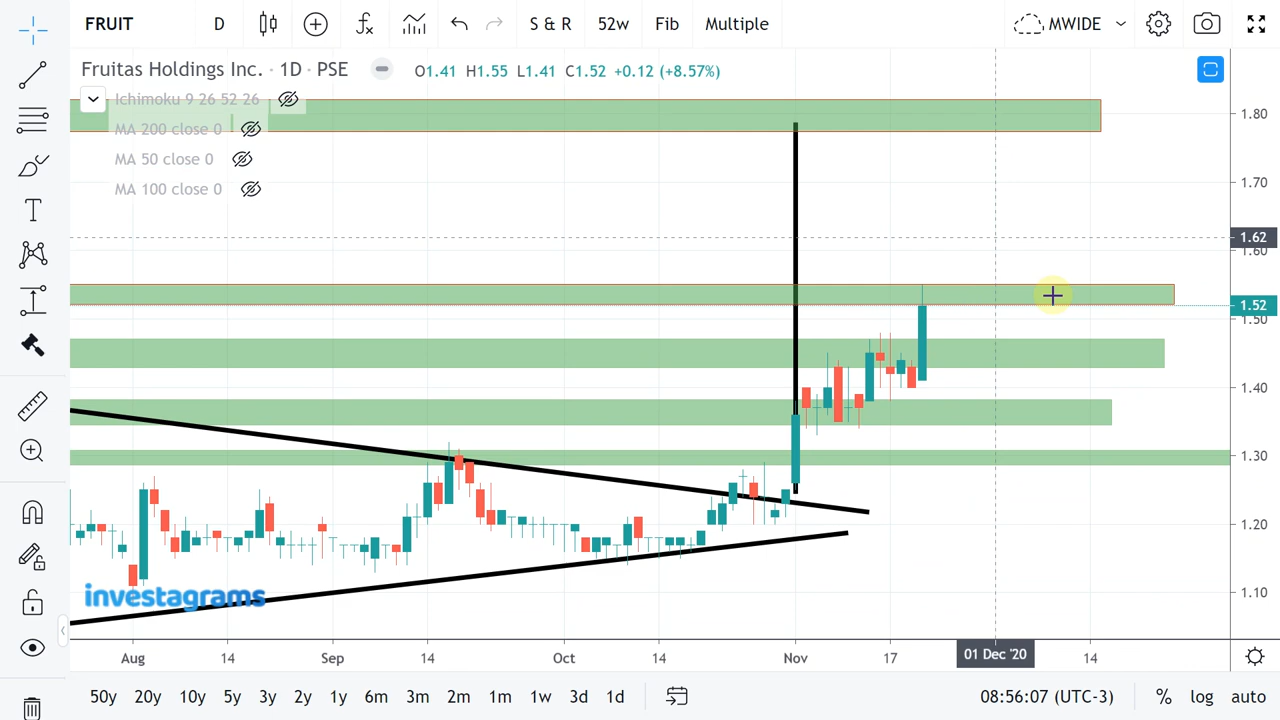 FRUIT D S & R 52w Fib Multiple MWIDE
Fruitas Holdings Inc. · 1D · PSE O1.41 H1.55 L1.41 C1.52 +0.12 (+8.57%)
Ichimoku 9 26 52 26
MA 200 close 0
MA 50 close 0
MA 100 close 0
1.80
1.70
1.62
1.60
1.52
1.50
1.40
1.30
1.20
1.10
investagrams
Aug 14 Sep 14 Oct 14 Nov 17 01 Dec '20 14
50y 20y 10y 5y 3y 2y 1y 6m 3m 2m 1m 1w 3d 1d 08:56:07 (UTC-3) % log auto